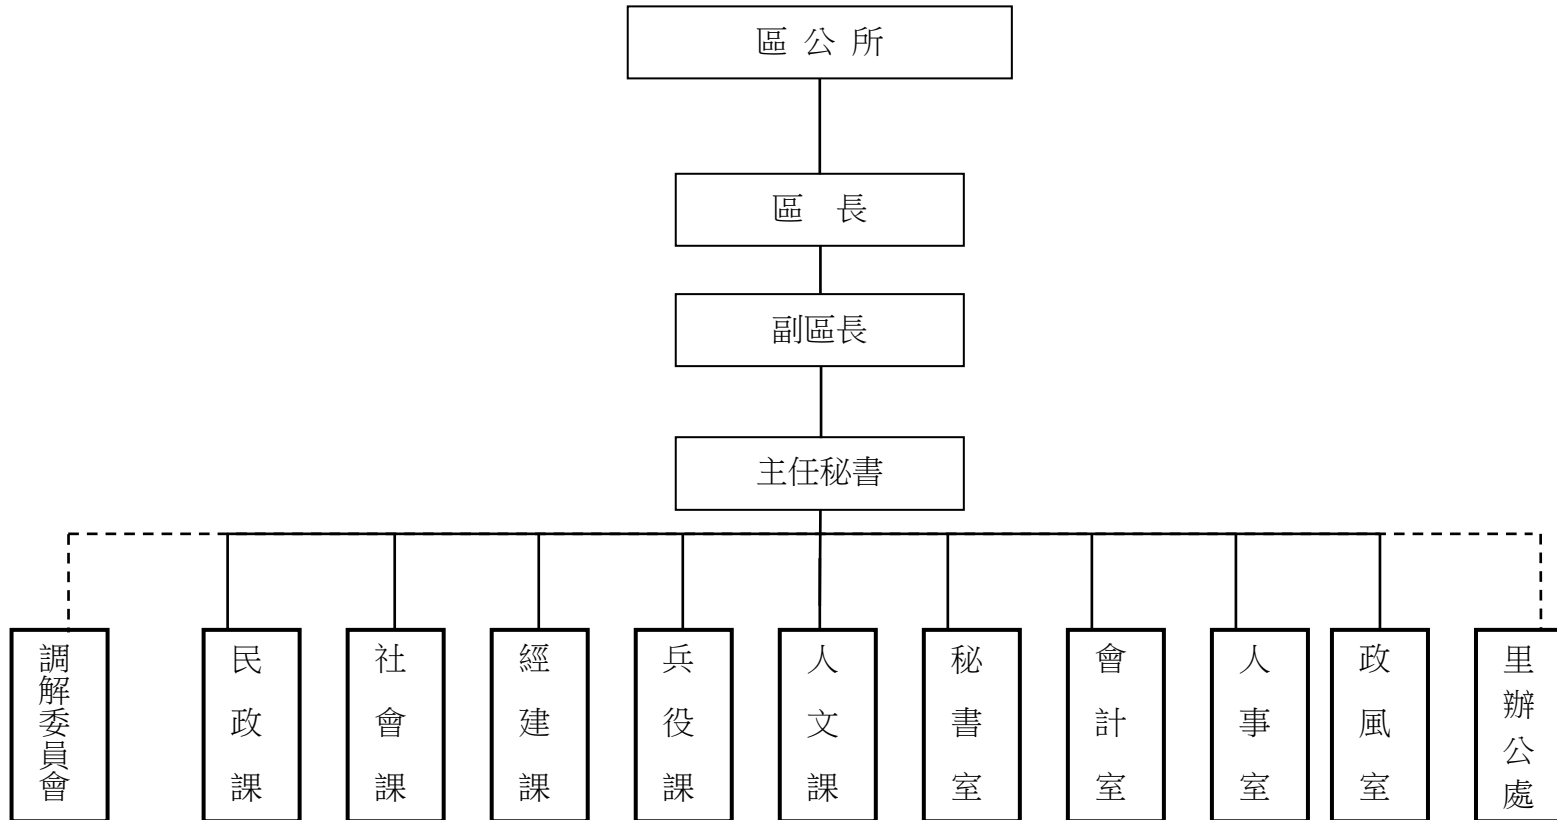 區公所
區長
副區長
主任秘書
調解委員會
民政課
社會課
經建課
兵役課
人文課
秘書室
會計室
人事室
政風室
里辦公處